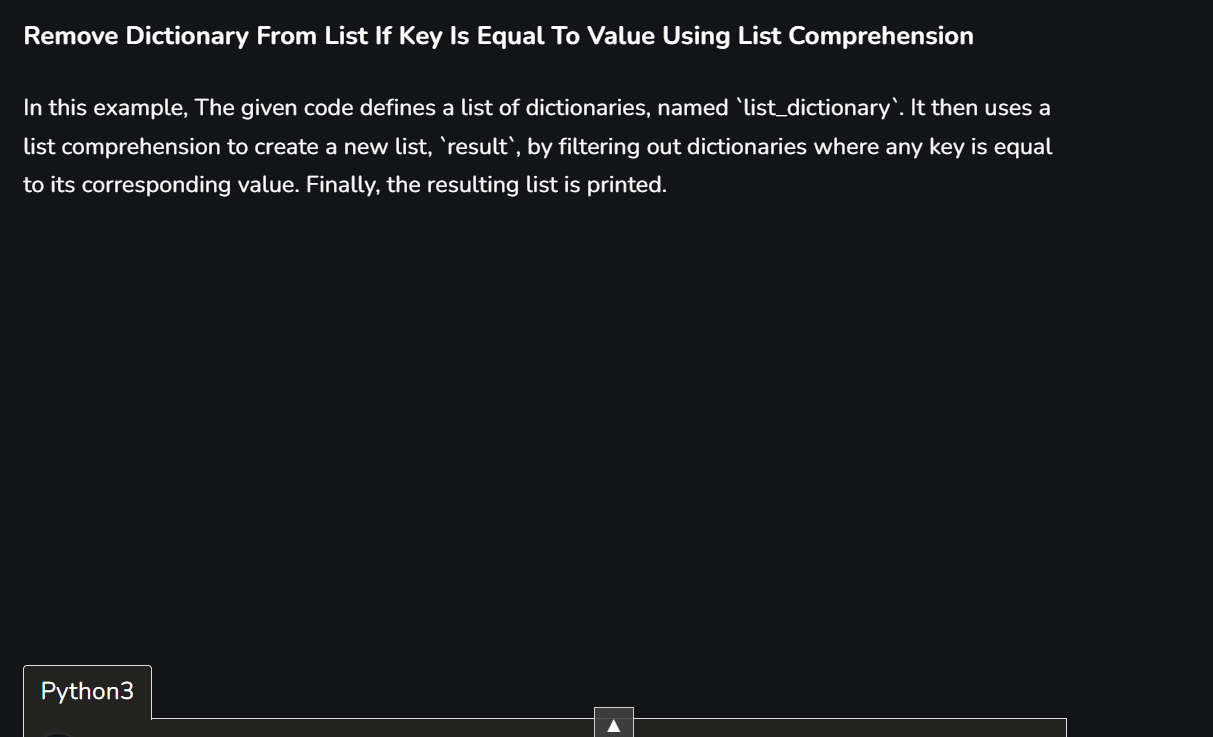 Remove Dictionary From List If Key Is Equal To Value Using List Comprehension
In this example, The given code defines a list of dictionaries, named `list_dictionary`. It then uses a
list comprehension to create a new list, `result`, by filtering out dictionaries where any key is equal
to its corresponding value. Finally, the resulting list is printed.
Python3